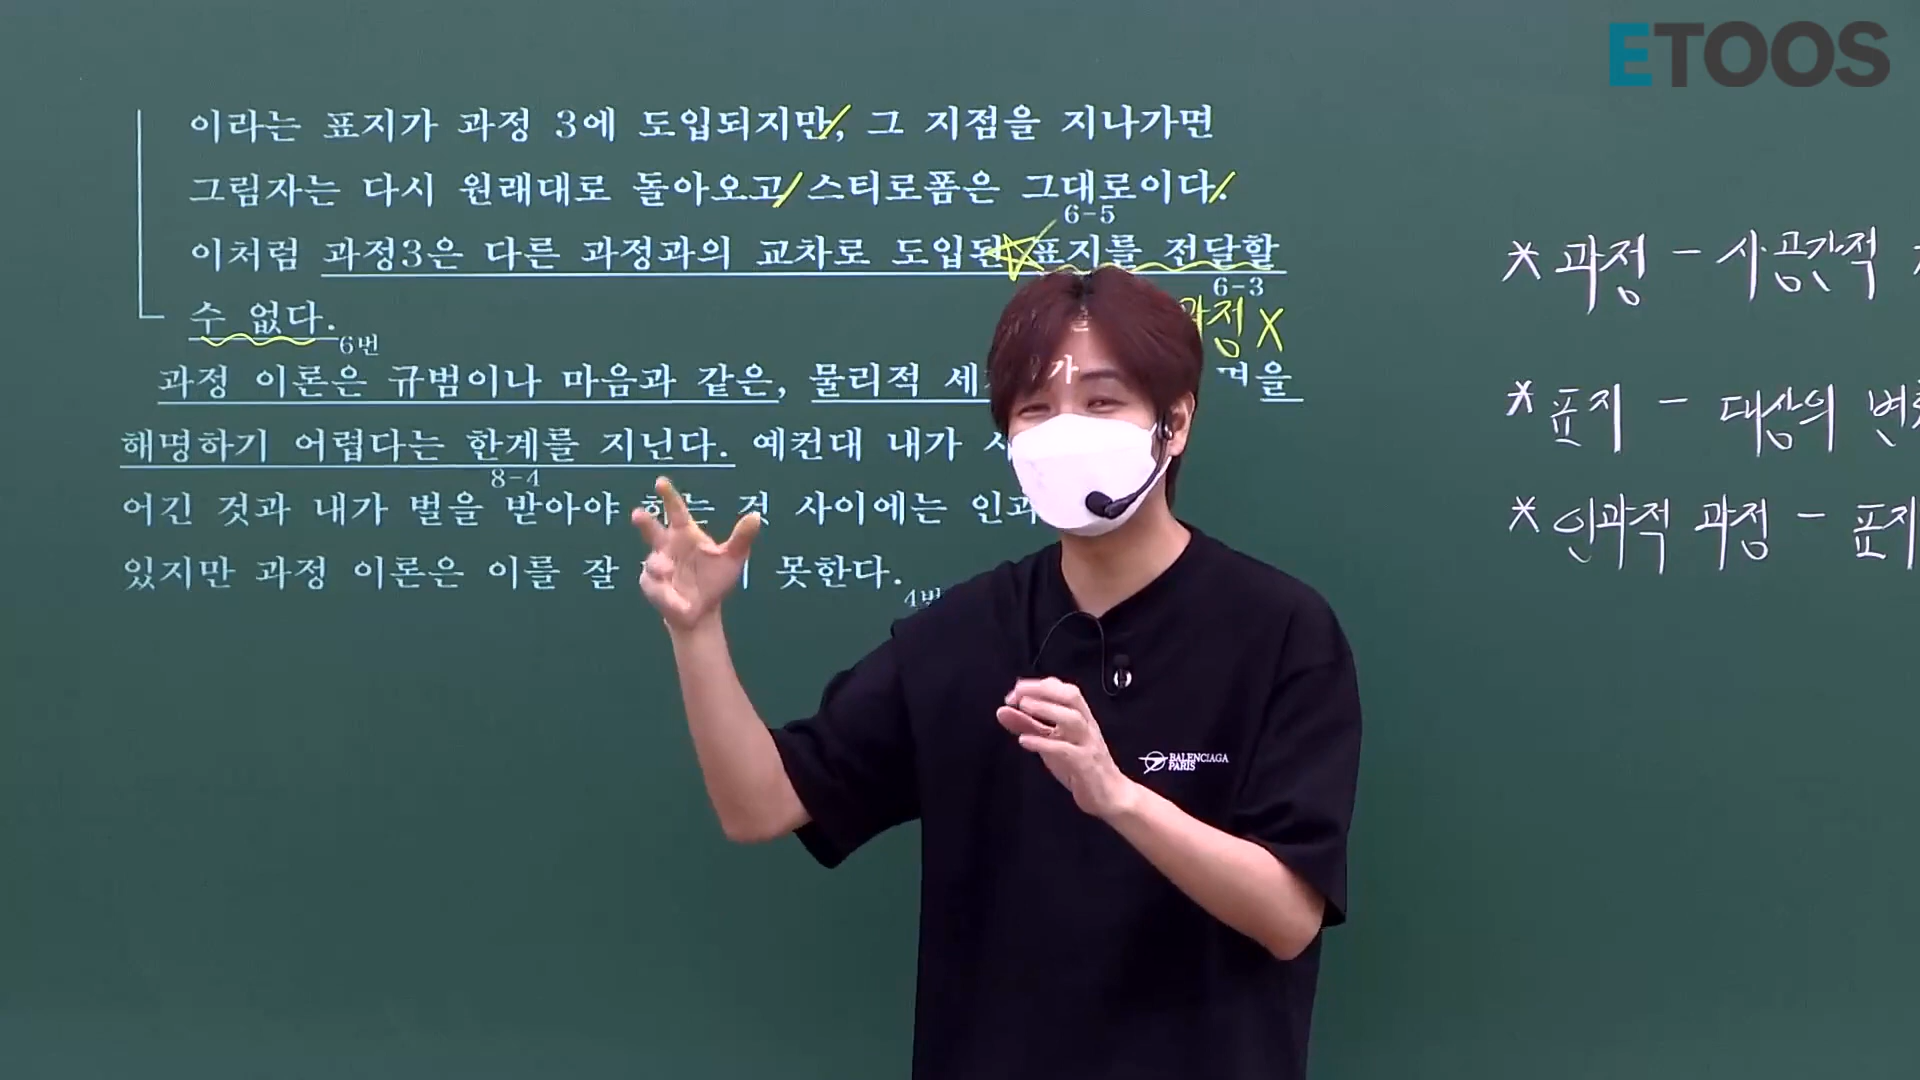 ETOOS
이라는 표지가 과정 3에 도입되지만, 그 지점을 지나가면
그림자는 다시 원래대로 돌아오고 스티로폼은 그대로이다.
6-5
이처럼 과정3은 다른 과정과의 교차로 도입된 표지를 전달할
6-3
수 없다.
6번
과정 X
과정 이론은 규범이나 마음과 같은, 물리적 가
해명하기 어렵다는 한계를 지닌다. 예컨대 내가
8-4
어긴 것과 내가 벌을 받아야 하는 것 사이에는
있지만 과정 이론은 이를 잘 못한다.
* 과정 - 시·공간적
* 표지 - 대상의
* 인과적 과정 - 표지
BALENCIAGA
PARIS